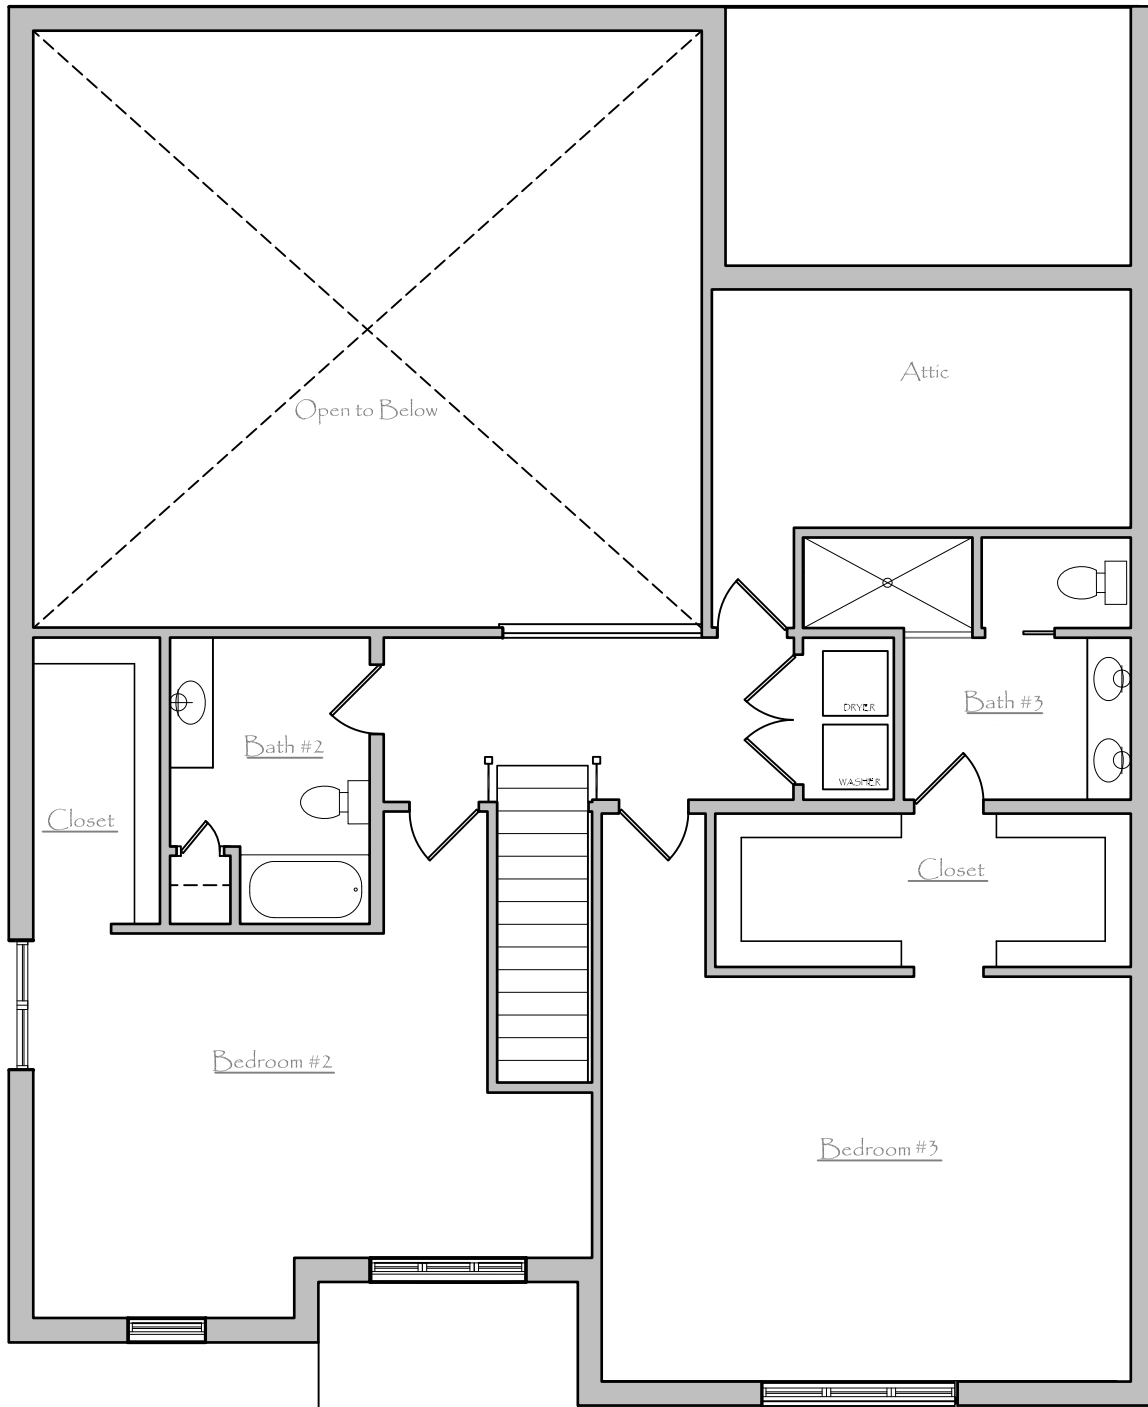 Attic
Open to Below
DRYER
Bath #3
Bath #2
WASHER
Closet
Closet
Bedroom #2
Bedroom #3